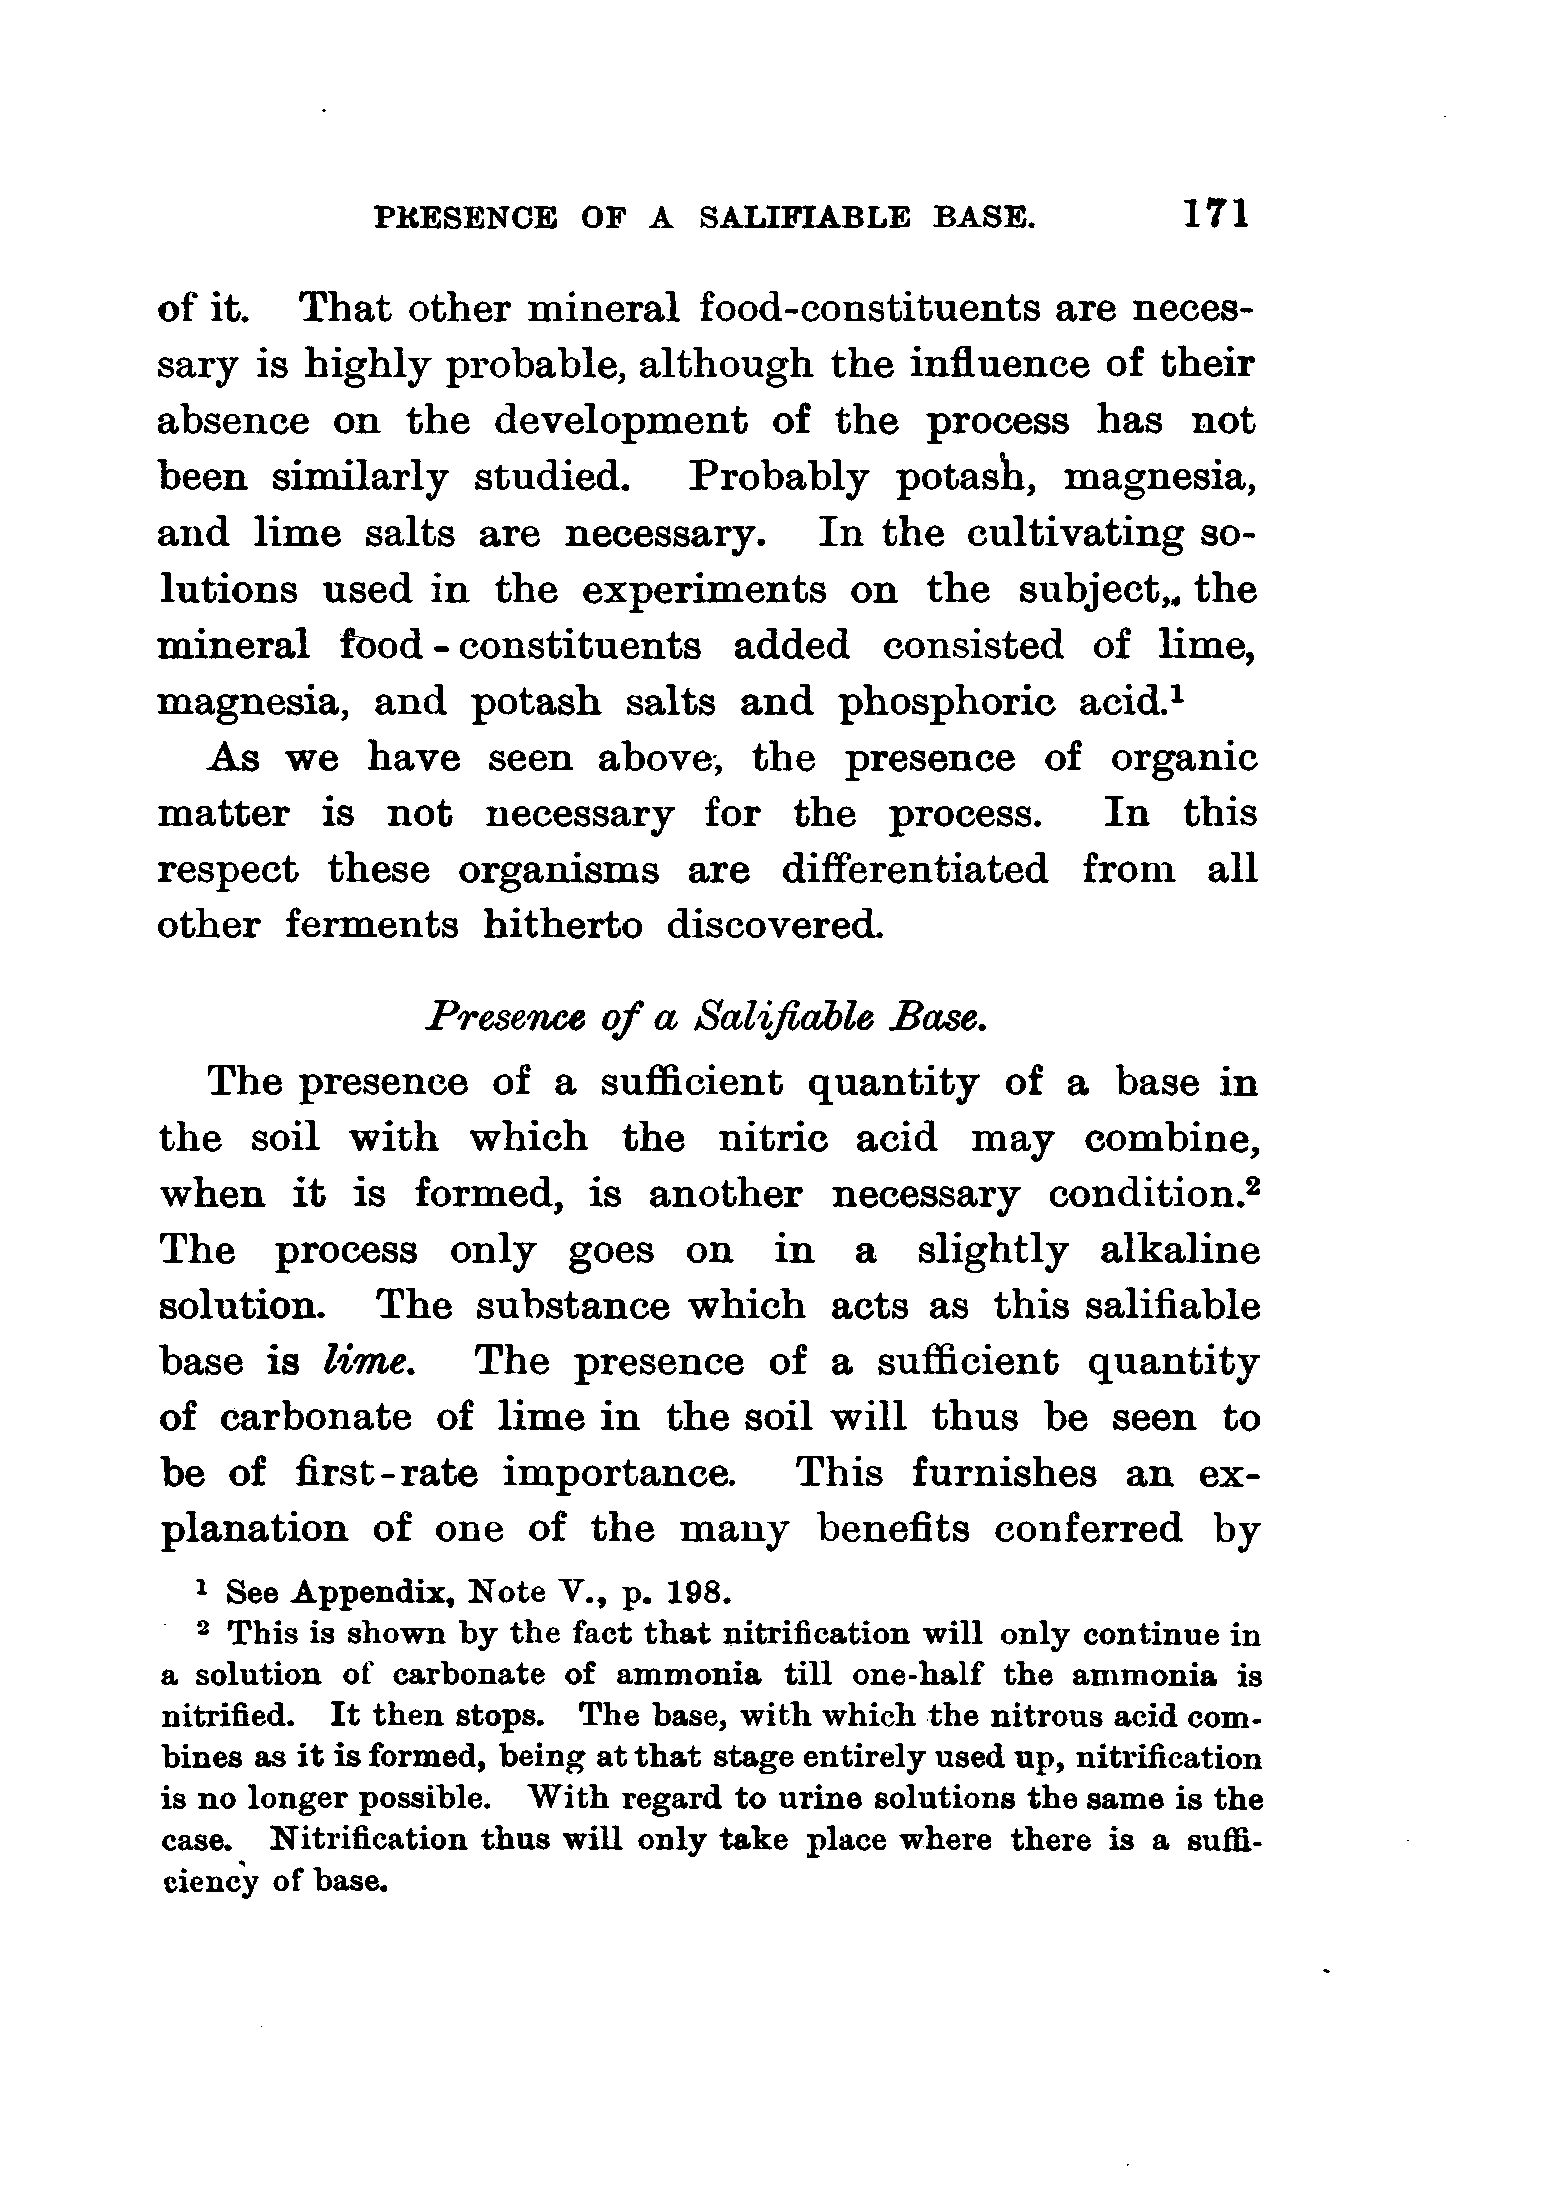 PRESENCE OF A SALIFIABLE BASE. 171
of it. That other mineral food-constituents are neces-
sary is highly probable, although the influence of their
absence on the development of the process has not
been similarly studied. Probably potash, magnesia,
and lime salts are necessary. In the cultivating so-
lutions used in the experiments on the subject, the
mineral food-constituents added consisted of lime,
magnesia, and potash salts and phosphoric acid.¹
As we have seen above, the presence of organic
matter is not necessary for the process. In this
respect these organisms are differentiated from all
other ferments hitherto discovered.
Presence of a Salifiable Base.
The presence of a sufficient quantity of a base in
the soil with which the nitric acid may combine,
when it is formed, is another necessary condition.²
The process only goes on in a slightly alkaline
solution. The substance which acts as this salifiable
base is lime. The presence of a sufficient quantity
of carbonate of lime in the soil will thus be seen to
be of first-rate importance. This furnishes an ex-
planation of one of the many benefits conferred by
¹ See Appendix, Note V., p. 198.
² This is shown by the fact that nitrification will only continue in
a solution of carbonate of ammonia till one-half the ammonia is
nitrified. It then stops. The base, with which the nitrous acid com-
bines as it is formed, being at that stage entirely used up, nitrification
is no longer possible. With regard to urine solutions the same is the
case. Nitrification thus will only take place where there is a suffi-
ciency of base.